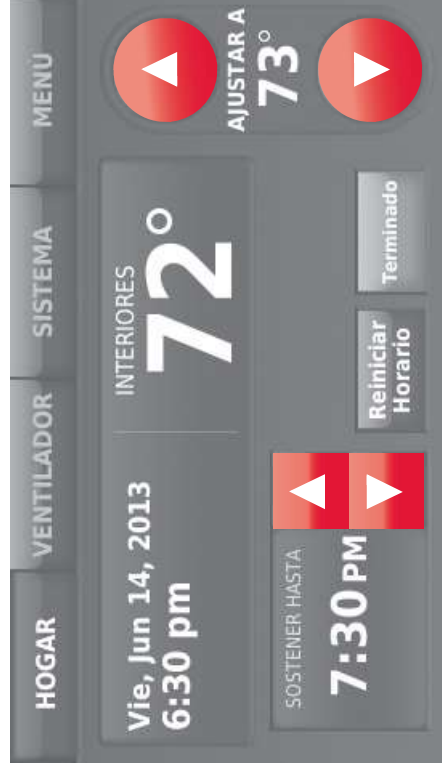 HOGAR
VENTILADOR
SISTEMA
MENÚ
Vie, Jun 14, 2013
6:30 pm
INTERIORES
72°
AJUSTAR A
73°
SOSTENER HASTA
7:30 PM
Reiniciar
Horario
Terminado